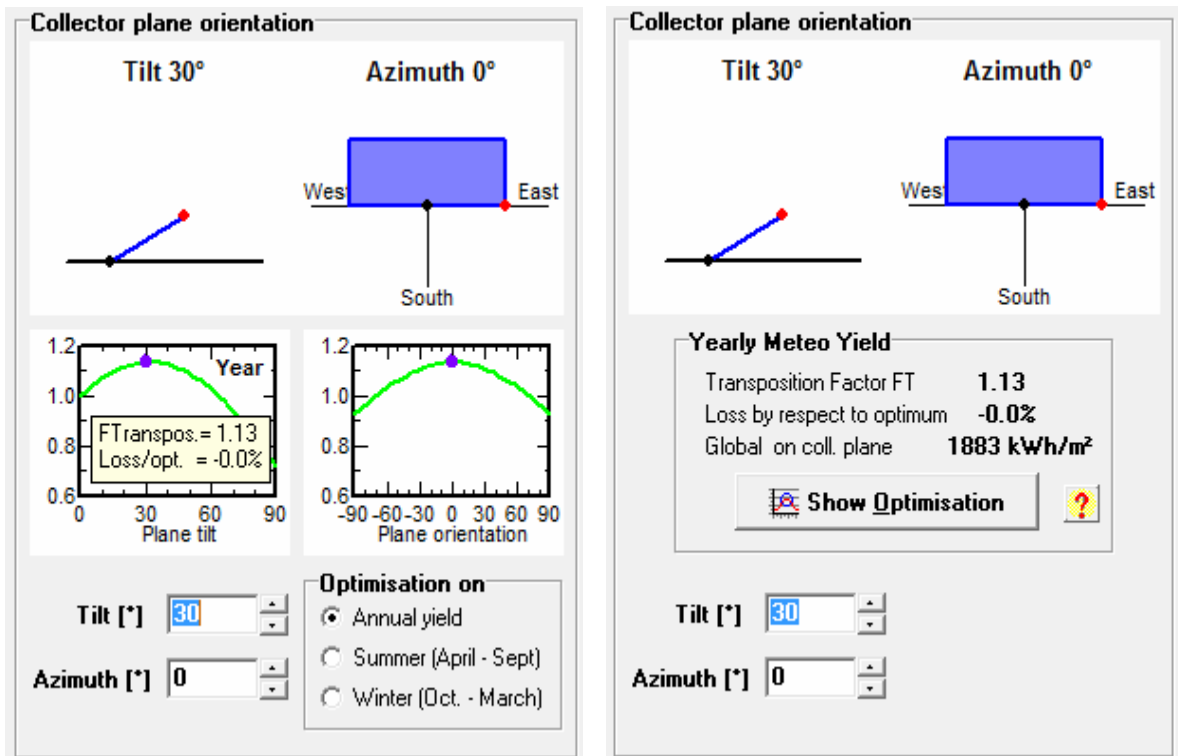 Collector plane orientation
Tilt 30°
Azimuth 0°
West
East
South
1.2
1.0
0.8
0.6
Year
FTranspos.= 1.13
Loss/opt. = -0.0%
0 30 60 90
Plane tilt
1.2
1.0
0.8
0.6
-90 -60 -30 0 30 60 90
Plane orientation
Tilt [°] 30
Azimuth [°] 0
Optimisation on
Annual yield
Summer (April - Sept)
Winter (Oct. - March)
Collector plane orientation
Tilt 30°
Azimuth 0°
West
East
South
Yearly Meteo Yield
Transposition Factor FT 1.13
Loss by respect to optimum -0.0%
Global on coll. plane 1883 kWh/m²
Show Optimisation
?
Tilt [°] 30
Azimuth [°] 0